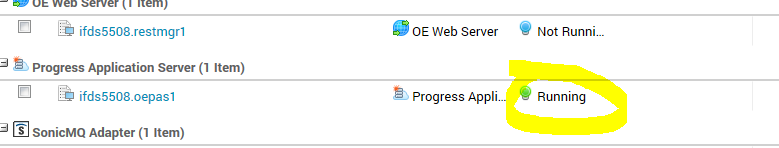 OE Web Server (1 Item)
ifds5508.restmgr1 OE Web Server Not Runni...
Progress Application Server (1 Item)
ifds5508.oepas1 Progress Appli... Running
SonicMQ Adapter (1 Item)